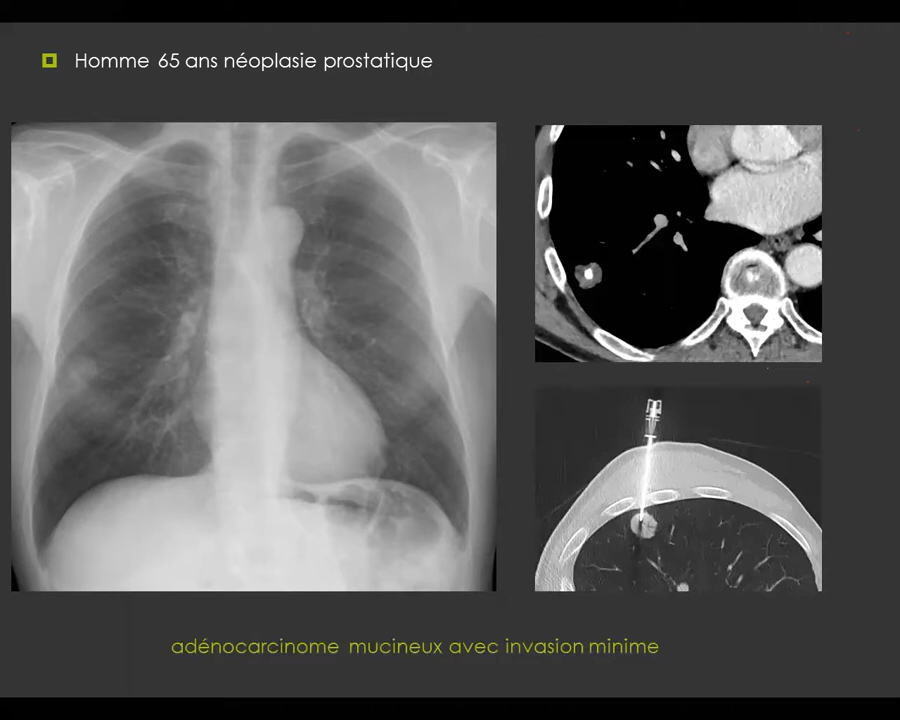 Homme 65 ans néoplasie prostatique
adénocarcinome mucineux avec invasion minime